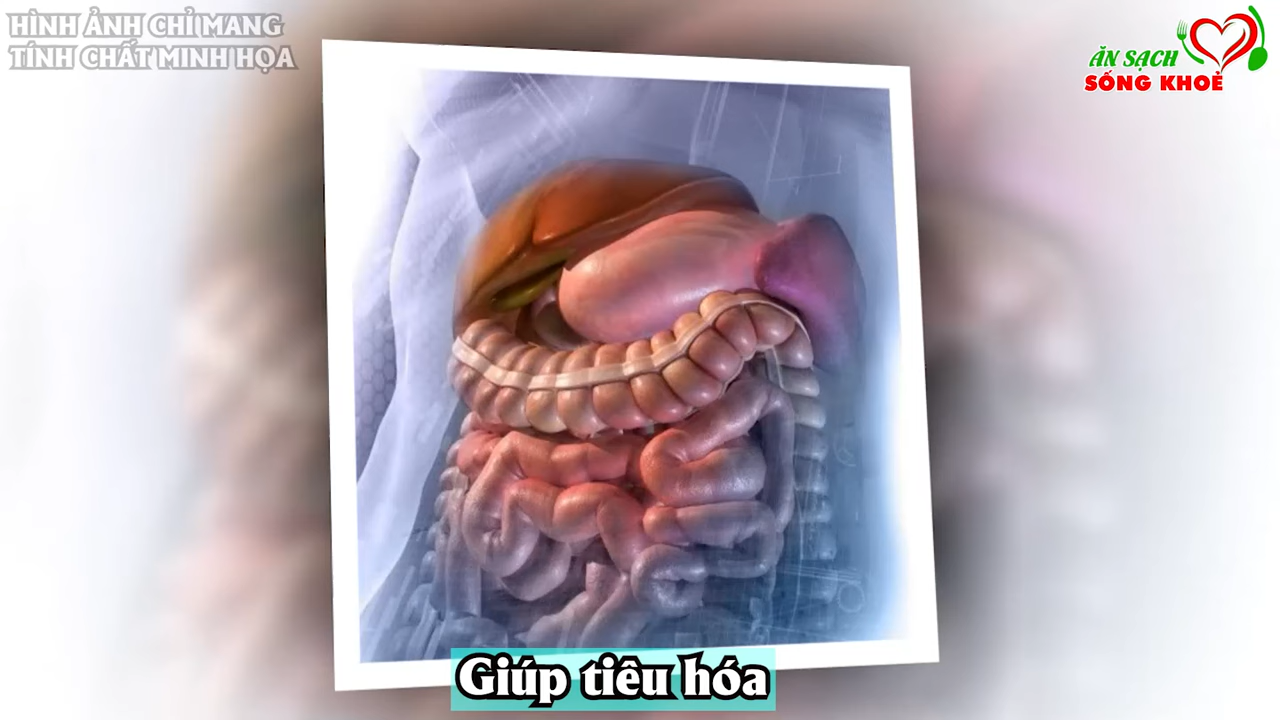 HÌNH ẢNH CHỈ MANG
TÍNH CHẤT MINH HỌA
ĂN SẠCH
SỐNG KHOẺ
Giúp tiêu hóa